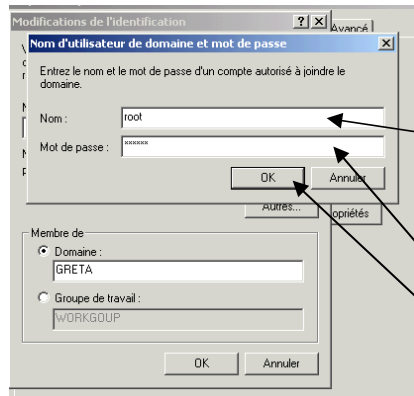 Modifications de l'identification
Avancé
Nom d'utilisateur de domaine et mot de passe
Entrez le nom et le mot de passe d'un compte autorisé à joindre le
domaine.
Nom :
root
Mot de passe :
××××××
OK
Annuler
Autres...
opriétés
Membre de
Domaine :
GRETA
Groupe de travail :
WORKGOUP
OK
Annuler